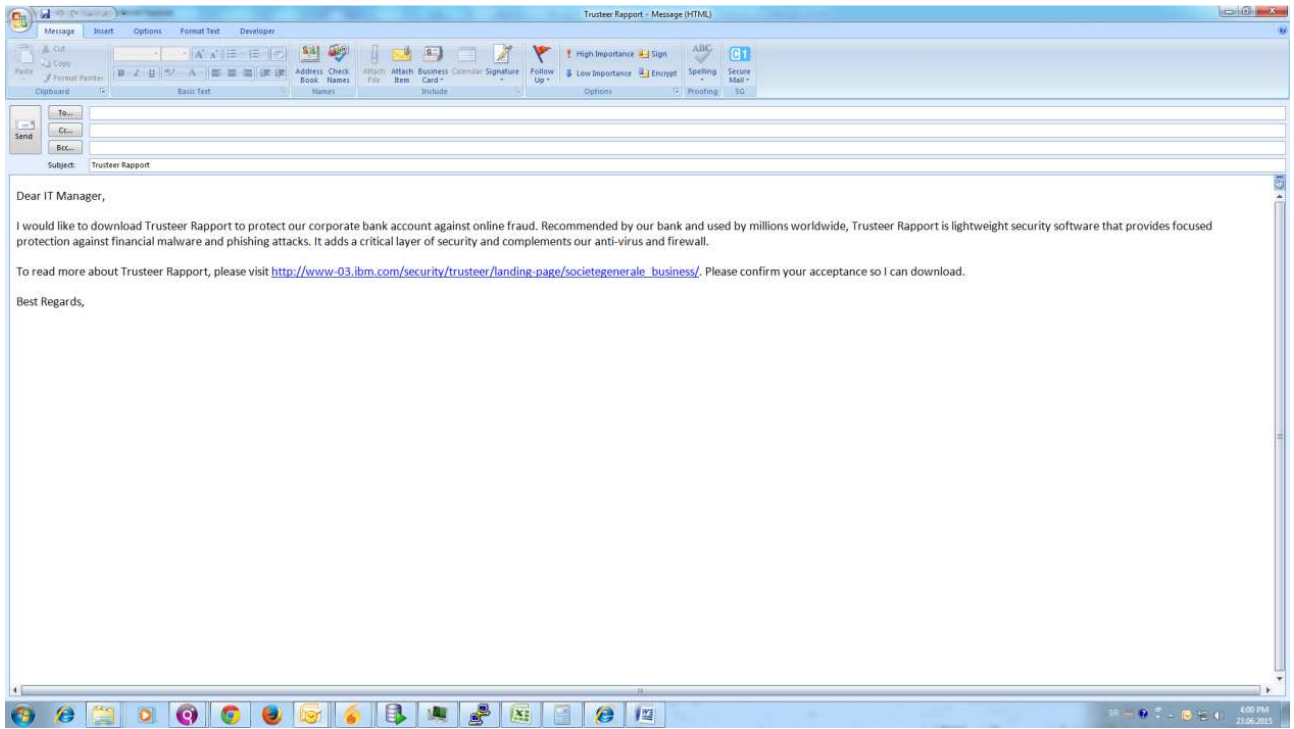 Trusteer Rapport - Message (HTML)
Message Insert Options Format Text Developer
Paste
Cut
Copy
Format Painter
Clipboard
Basic Text
Address Book
Check Names
Names
Attach File
Attach Item
Business Card
Calendar
Signature
Include
Follow Up
High Importance
Low Importance
Sign
Encrypt
Options
ABC
Spelling
Proofing
Secure Mail
SG
Send
To...
Cc...
Bcc...
Subject: Trusteer Rapport
Dear IT Manager,
I would like to download Trusteer Rapport to protect our corporate bank account against online fraud. Recommended by our bank and used by millions worldwide, Trusteer Rapport is lightweight security software that provides focused
protection against financial malware and phishing attacks. It adds a critical layer of security and complements our anti-virus and firewall.
To read more about Trusteer Rapport, please visit http://www-03.ibm.com/security/trusteer/landing-page/societegenerale_business/. Please confirm your acceptance so I can download.
Best Regards,
4:00 PM
23.06.2015